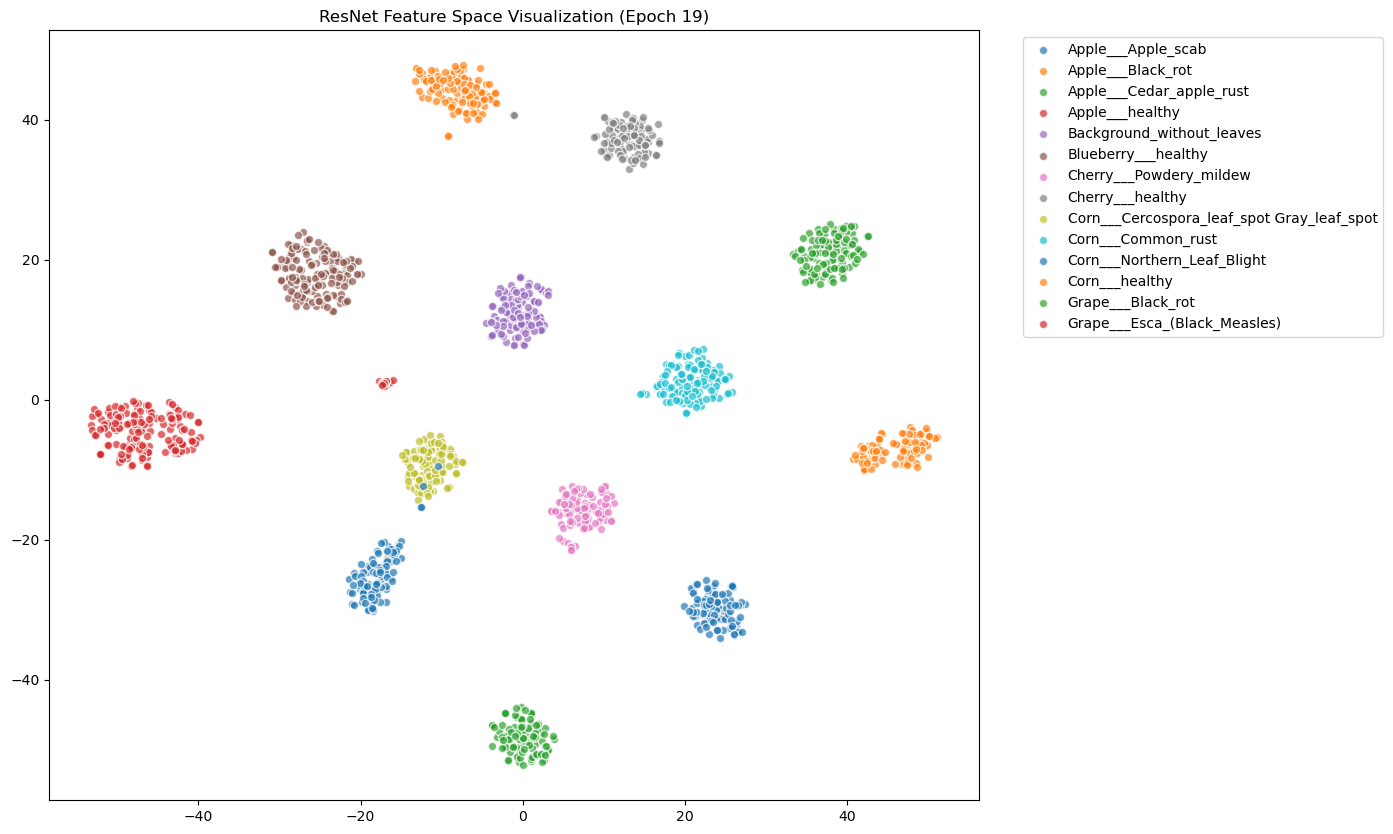 ResNet Feature Space Visualization (Epoch 19)
40
20
0
−20
−40
−40
−20
0
20
40
Apple___Apple_scab
Apple___Black_rot
Apple___Cedar_apple_rust
Apple___healthy
Background_without_leaves
Blueberry___healthy
Cherry___Powdery_mildew
Cherry___healthy
Corn___Cercospora_leaf_spot Gray_leaf_spot
Corn___Common_rust
Corn___Northern_Leaf_Blight
Corn___healthy
Grape___Black_rot
Grape___Esca_(Black_Measles)